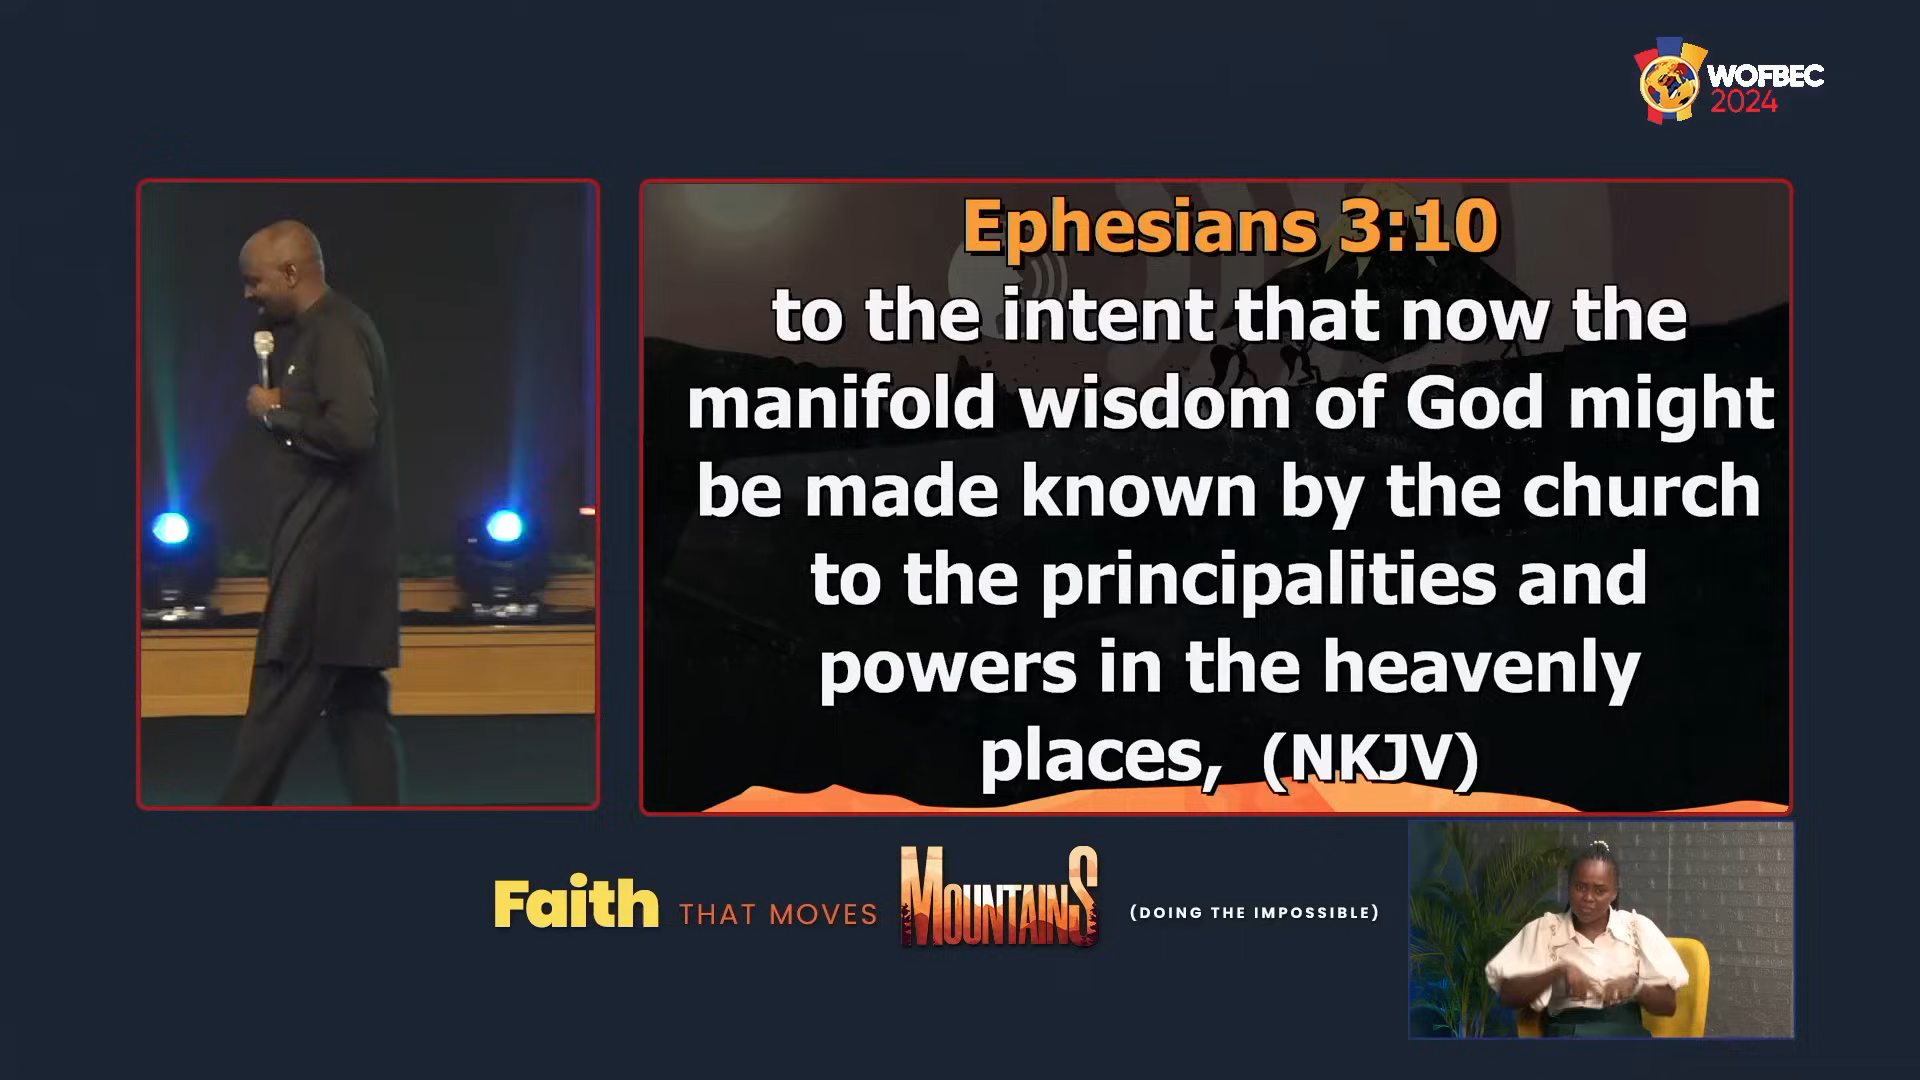 WOFBEC
2024
Ephesians 3:10
to the intent that now the
manifold wisdom of God might
be made known by the church
to the principalities and
powers in the heavenly
places, (NKJV)
Faith THAT MOVES MOUNTAINS (DOING THE IMPOSSIBLE)